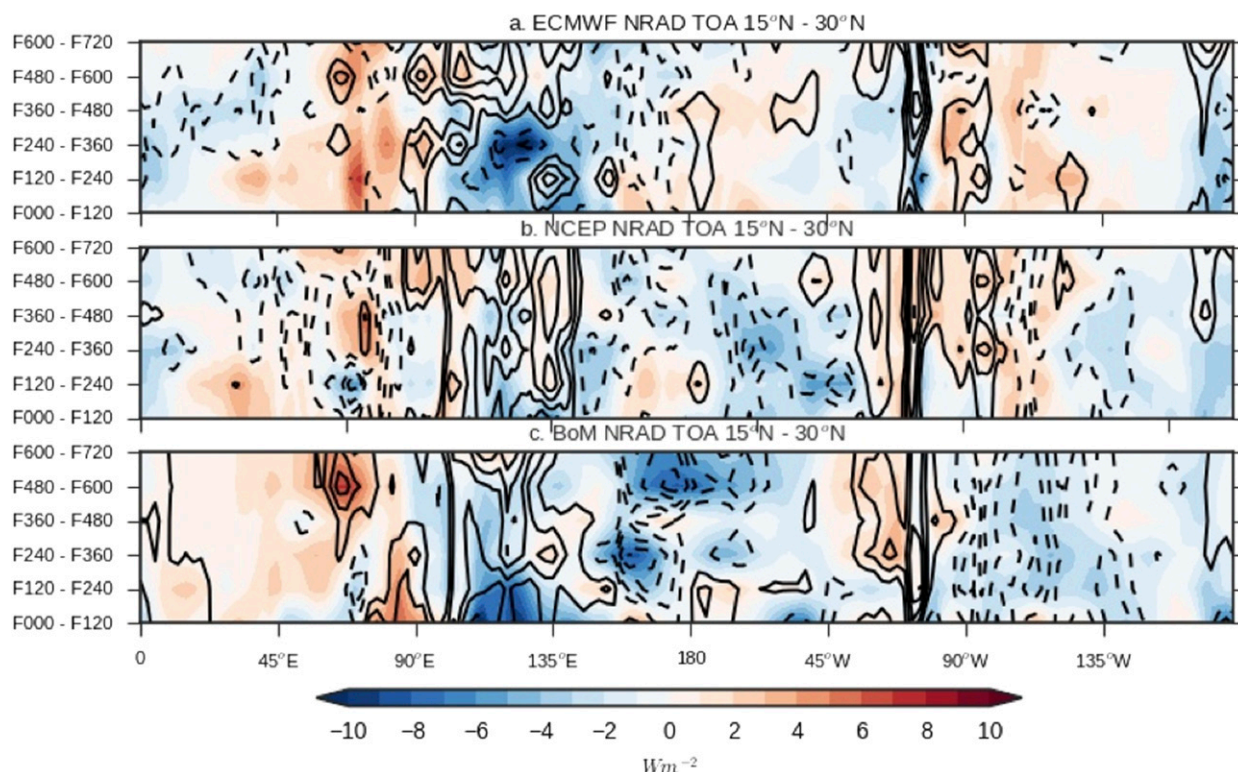 a. ECMWF NRAD TOA 15°N - 30°N
F600 - F720
F480 - F600
F360 - F480
F240 - F360
F120 - F240
F000 - F120
b. NCEP NRAD TOA 15°N - 30°N
F600 - F720
F480 - F600
F360 - F480
F240 - F360
F120 - F240
F000 - F120
c. BoM NRAD TOA 15°N - 30°N
F600 - F720
F480 - F600
F360 - F480
F240 - F360
F120 - F240
F000 - F120
0 45°E 90°E 135°E 180 45°W 90°W 135°W
−10 −8 −6 −4 −2 0 2 4 6 8 10
Wm⁻²